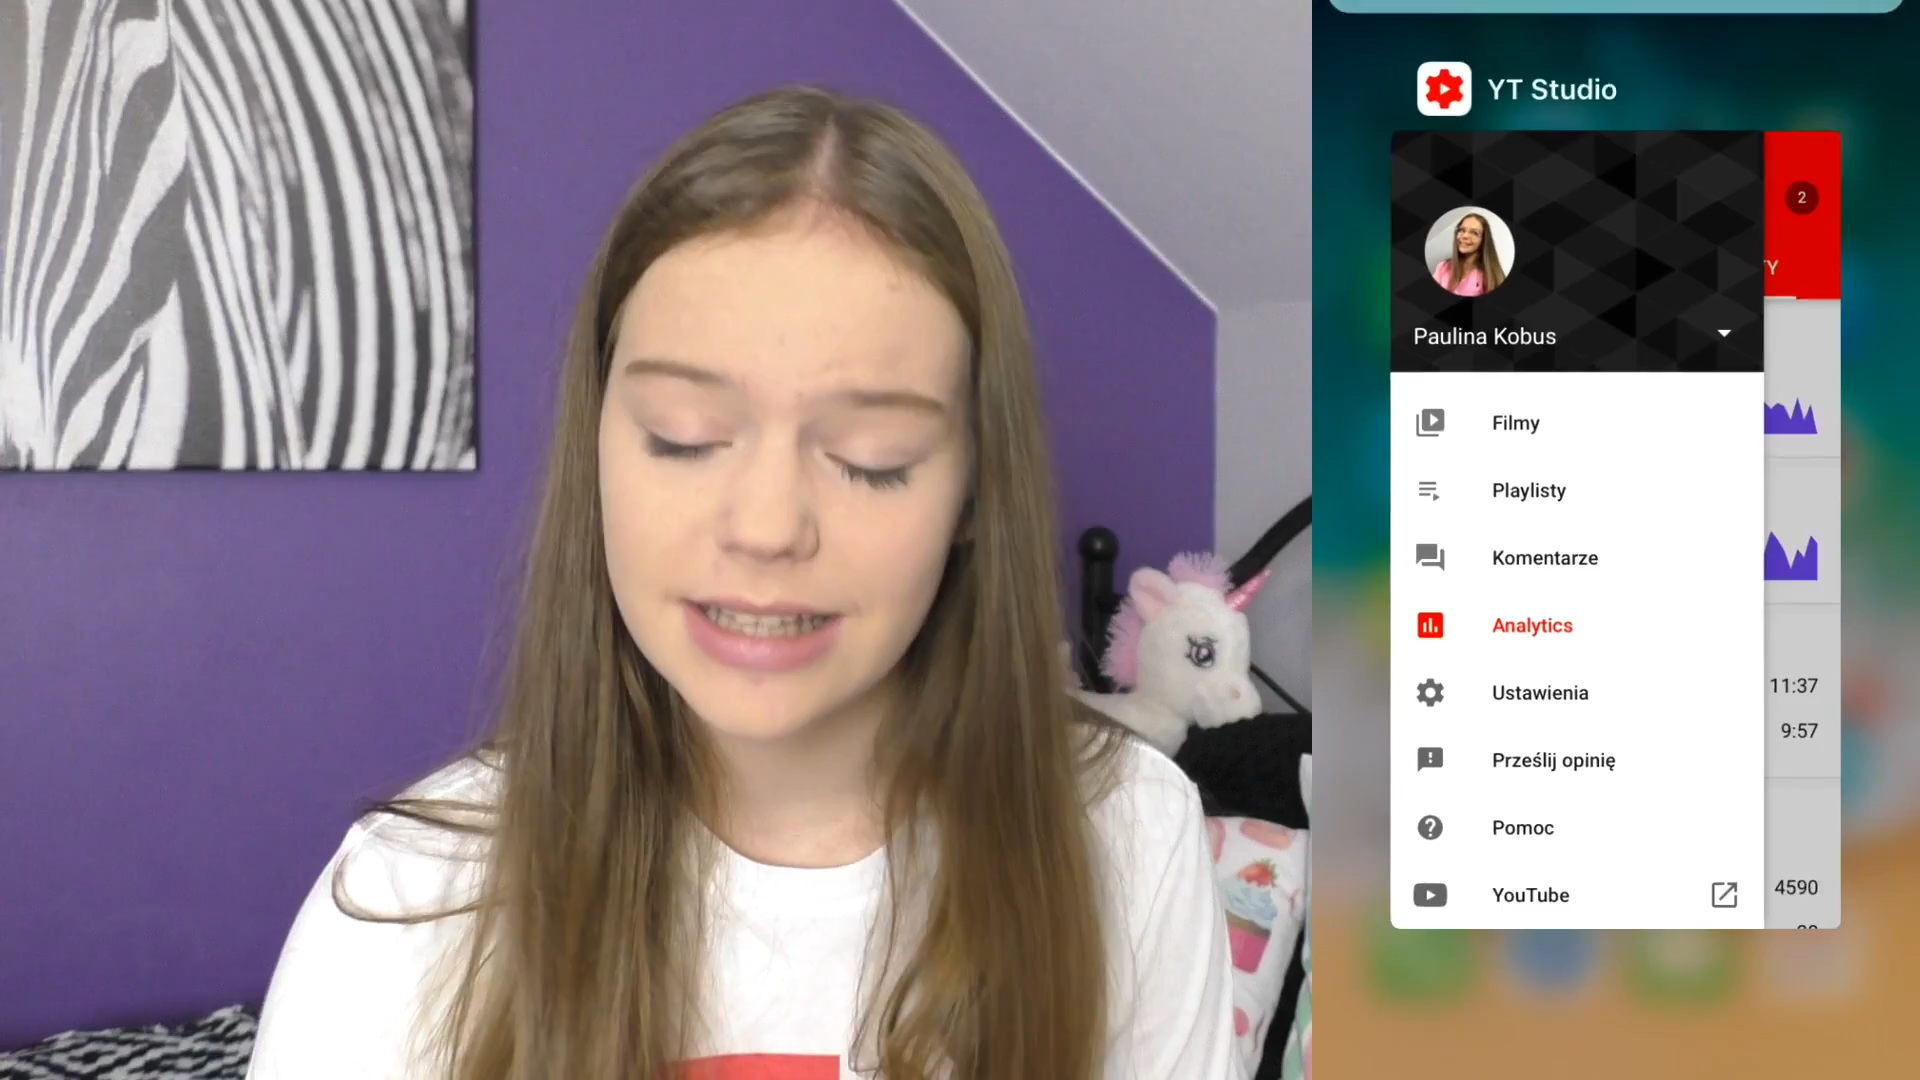 YT Studio
2
Y
Paulina Kobus
Filmy
Playlisty
Komentarze
Analytics
11:37
Ustawienia
9:57
Prześlij opinię
Pomoc
4590
YouTube